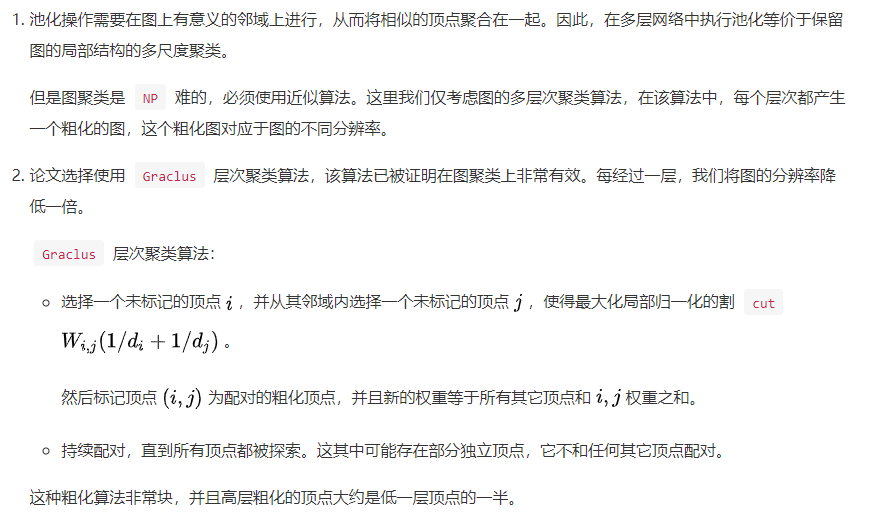 1. 池化操作需要在图上有意义的邻域上进行，从而将相似的顶点聚合在一起。因此，在多层网络中执行池化等价于保留
图的局部结构的多尺度聚类。
但是图聚类是 NP 难的，必须使用近似算法。这里我们仅考虑图的多层次聚类算法，在该算法中，每个层次都产生
一个粗化的图，这个粗化图对应于图的不同分辨率。
2. 论文选择使用 Graclus 层次聚类算法，该算法已被证明在图聚类上非常有效。每经过一层，我们将图的分辨率降
低一倍。
Graclus 层次聚类算法：
○ 选择一个未标记的顶点 i ，并从其邻域内选择一个未标记的顶点 j ，使得最大化局部归一化的割 cut
W_{i,j}(1/d_i + 1/d_j) 。
然后标记顶点 (i, j) 为配对的粗化顶点，并且新的权重等于所有其它顶点和 i, j 权重之和。
○ 持续配对，直到所有顶点都被探索。这其中可能存在部分独立顶点，它不和任何其它顶点配对。
这种粗化算法非常块，并且高层粗化的顶点大约是低一层顶点的一半。